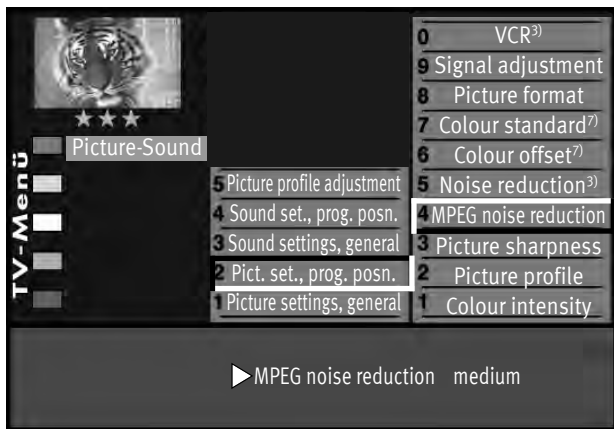 TV-Menü
Picture-Sound
5 Picture profile adjustment
4 Sound set., prog. posn.
3 Sound settings, general
2 Pict. set., prog. posn.
1 Picture settings, general
0 VCR3)
9 Signal adjustment
8 Picture format
7 Colour standard7)
6 Colour offset7)
5 Noise reduction3)
4 MPEG noise reduction
3 Picture sharpness
2 Picture profile
1 Colour intensity
MPEG noise reduction medium